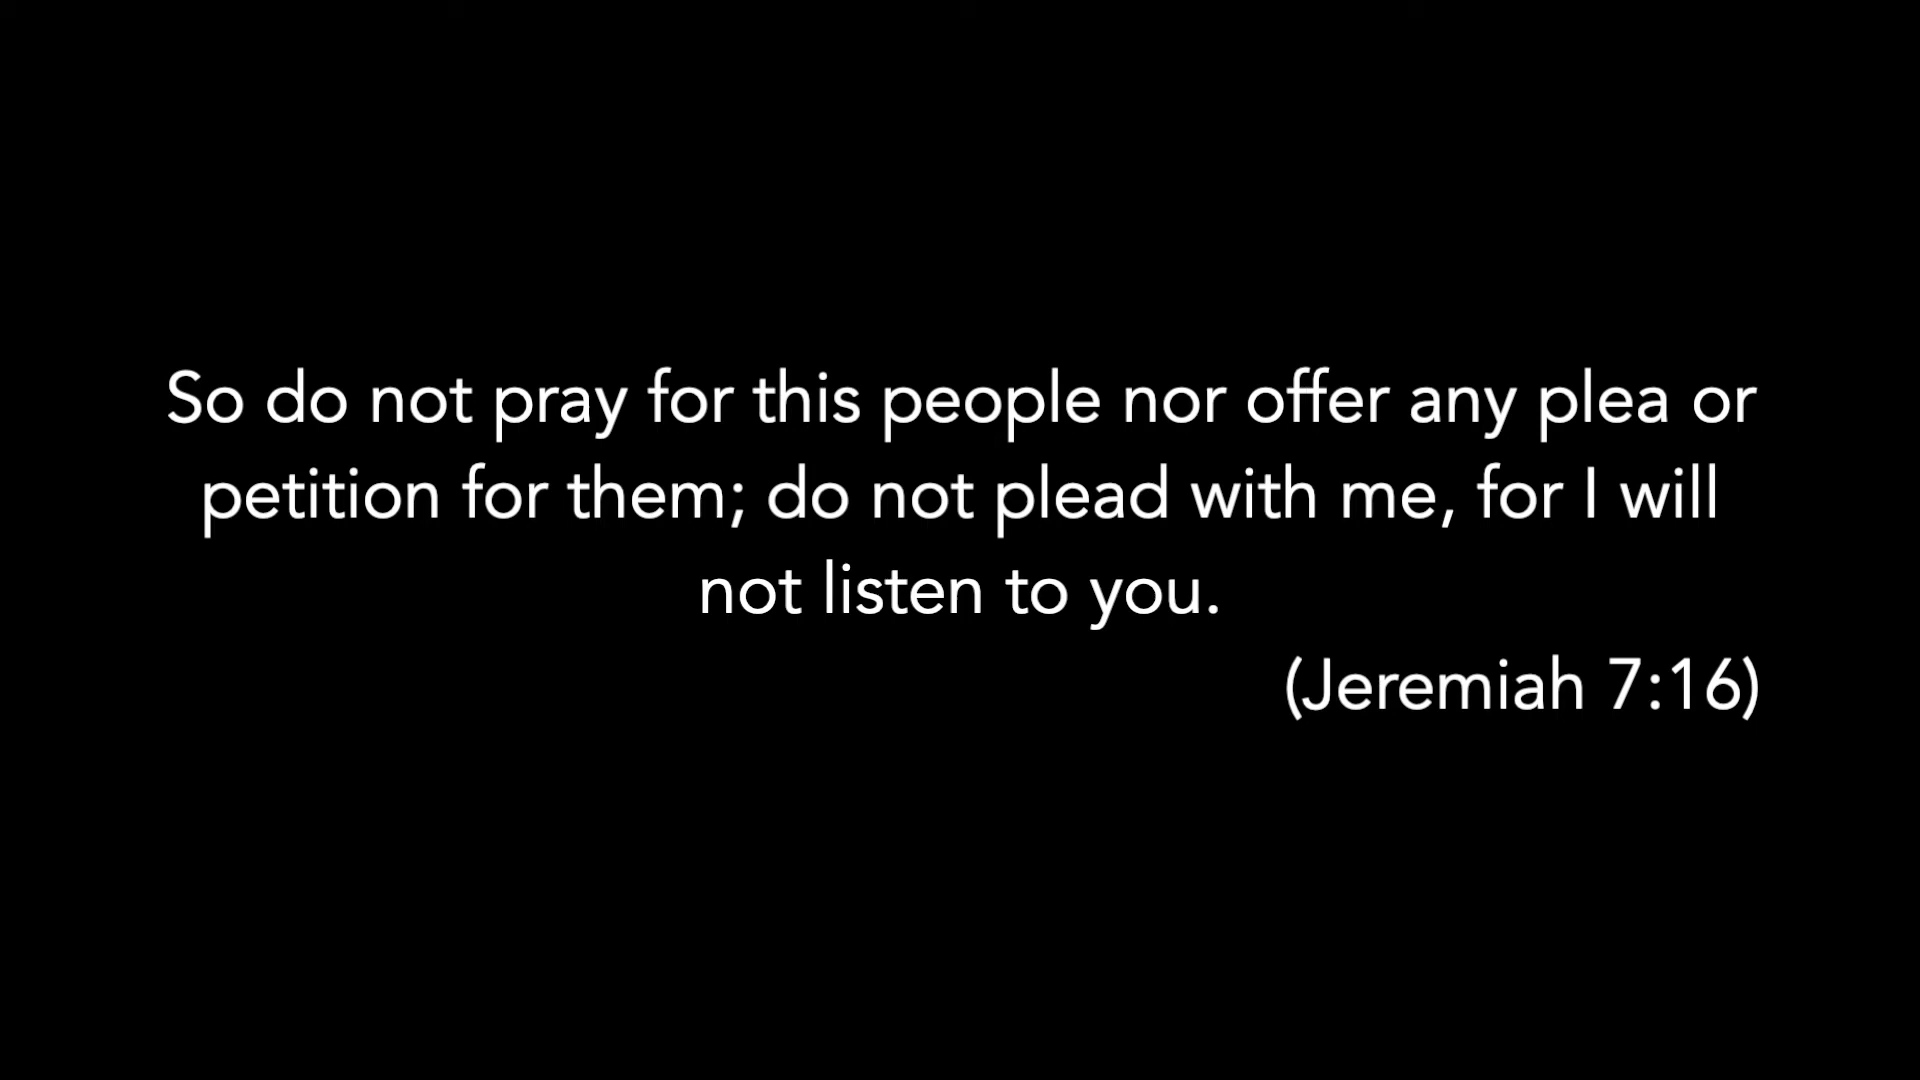 So do not pray for this people nor offer any plea or
petition for them; do not plead with me, for I will
not listen to you.
(Jeremiah 7:16)